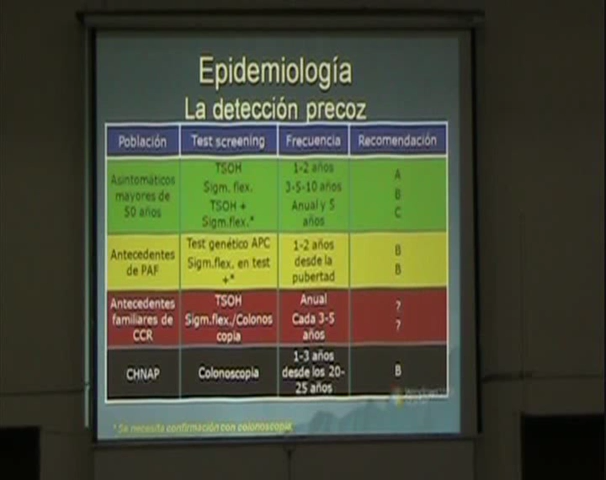 Epidemiología
La detección precoz
Población Test screening Frecuencia Recomendación
Asintomáticos mayores de 50 años
TSOH 1-2 años A
Sigm. flex. 3-5-10 años B
TSOH + Sigm.flex.* Anual y 5 años C
Antecedentes de PAF
Test genético APC 1-2 años desde la pubertad B
Sigm.flex. en test +* B
Antecedentes familiares de CCR
TSOH Anual ?
Sigm.flex./Colonos copia Cada 3-5 años ?
CHNAP Colonoscopia 1-3 años desde los 20-25 años B
* Se necesita confirmación con colonoscopia